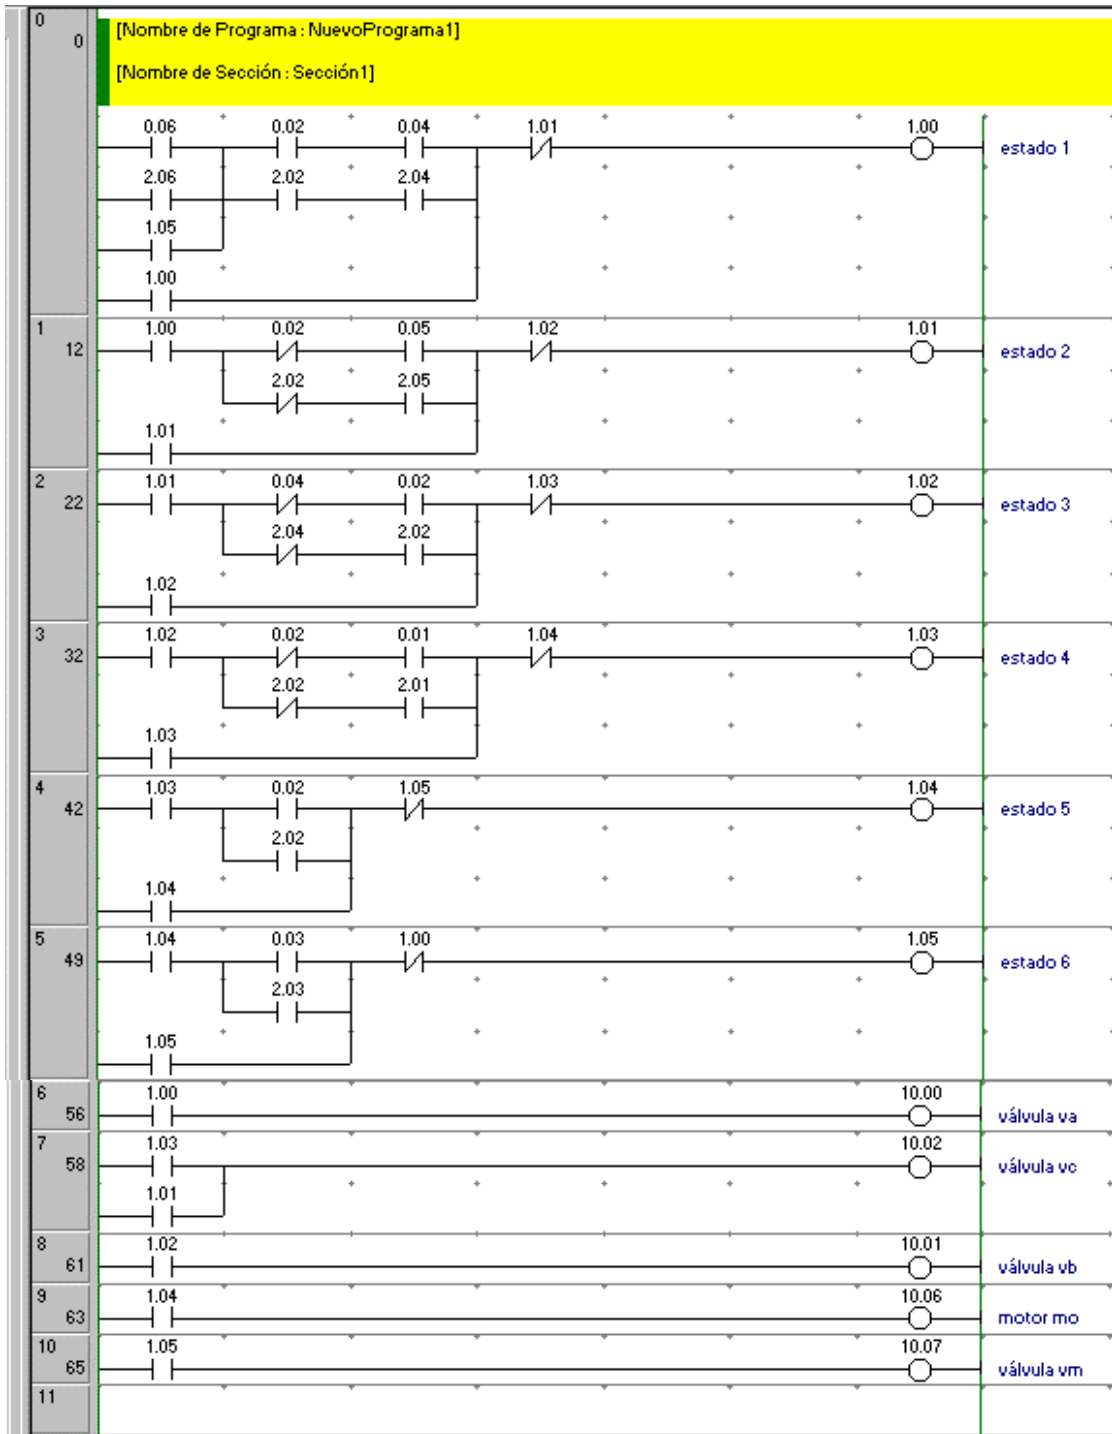 0
0
[Nombre de Programa : NuevoPrograma1]
[Nombre de Sección : Sección1]
0.06 0.02 0.04 1.01 1.00
estado 1
2.06 2.02 2.04
1.05
1.00
1
12
1.00 0.02 0.05 1.02 1.01
estado 2
2.02 2.05
1.01
2
22
1.01 0.04 0.02 1.03 1.02
estado 3
2.04 2.02
1.02
3
32
1.02 0.02 0.01 1.04 1.03
estado 4
2.02 2.01
1.03
4
42
1.03 0.02 1.05 1.04
estado 5
2.02
1.04
5
49
1.04 0.03 1.00 1.05
estado 6
2.03
1.05
6
56
1.00 10.00
válvula va
7
58
1.03 10.02
válvula vc
1.01
8
61
1.02 10.01
válvula vb
9
63
1.04 10.06
motor mo
10
65
1.05 10.07
válvula vm
11